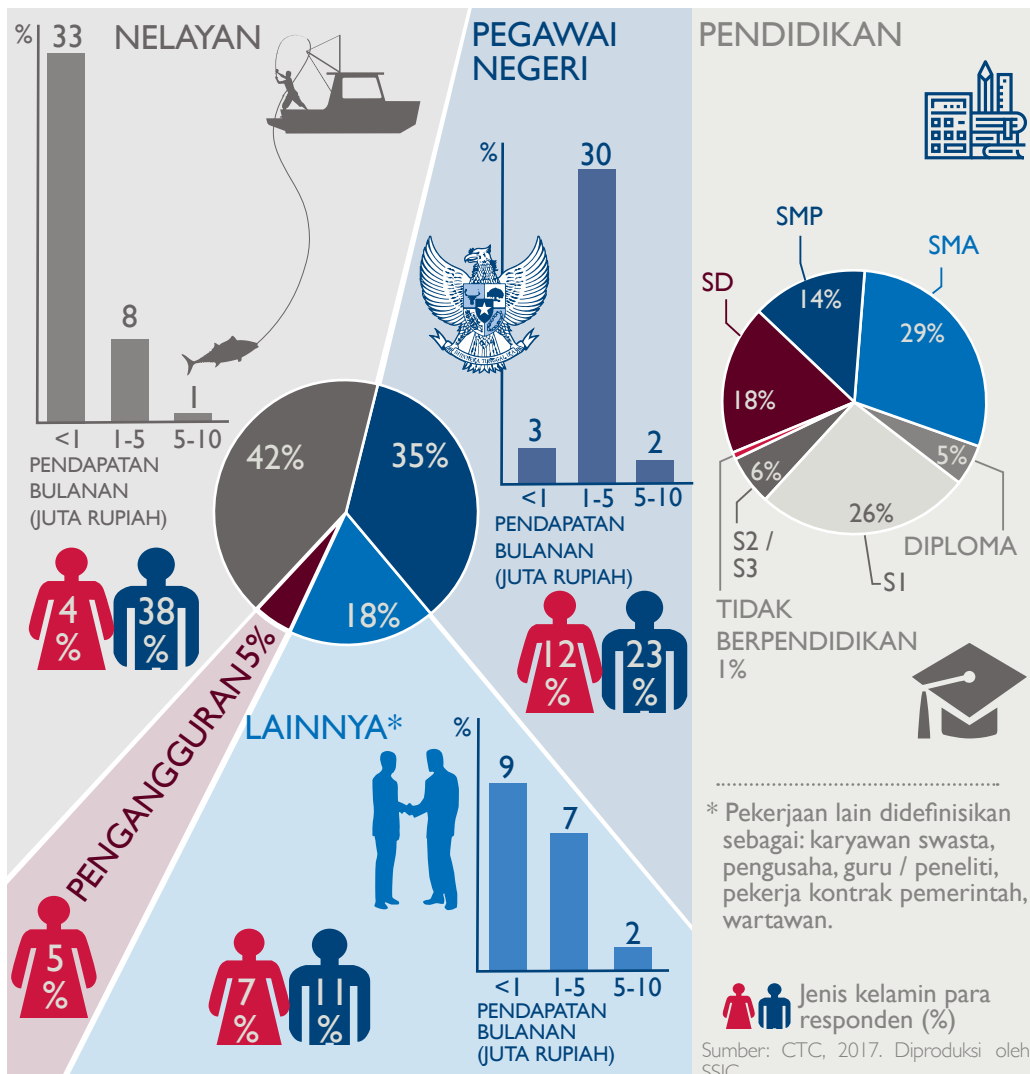 NELAYAN
%
33
8
1
<1 1-5 5-10
PENDAPATAN
BULANAN
(JUTA RUPIAH)
4
%
38
%
PEGAWAI
NEGERI
%
3
30
2
<1 1-5 5-10
PENDAPATAN
BULANAN
(JUTA RUPIAH)
12
%
23
%
42%
35%
18%
PENGANGGURAN 5%
5
%
LAINNYA*
%
9
7
2
<1 1-5 5-10
PENDAPATAN
BULANAN
(JUTA RUPIAH)
7
%
11
%
PENDIDIKAN
SMP
SMA
SD
14%
29%
18%
5%
6%
26%
S2 /
S3
DIPLOMA
S1
TIDAK
BERPENDIDIKAN
1%
* Pekerjaan lain didefinisikan
sebagai: karyawan swasta,
pengusaha, guru / peneliti,
pekerja kontrak pemerintah,
wartawan.
Jenis kelamin para
responden (%)
Sumber: CTC, 2017. Diproduksi oleh
SSIG